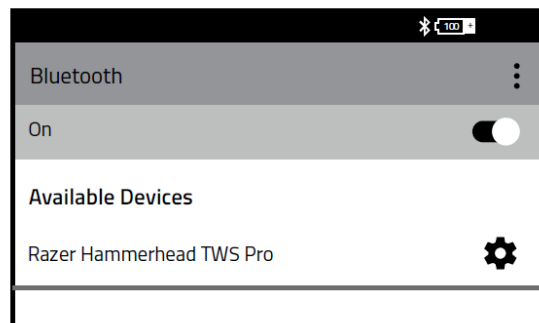 100 +
Bluetooth
On
Available Devices
Razer Hammerhead TWS Pro